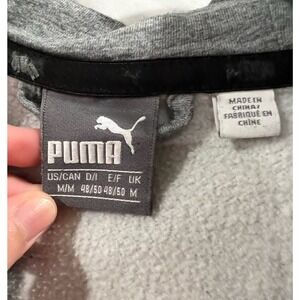 PUMA
US/CAN D/I E/F UK
M/M 48/50 48/50 M
MADE IN
CHINA/
FABRIQUÉ EN
CHINE